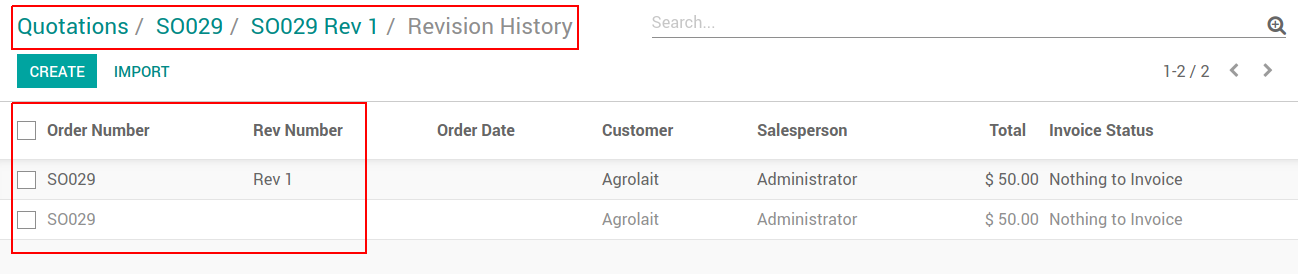 Quotations / SO029 / SO029 Rev 1 / Revision History
Search...
CREATE IMPORT
1-2 / 2
Order Number Rev Number Order Date Customer Salesperson Total Invoice Status
SO029 Rev 1 Agrolait Administrator $ 50.00 Nothing to Invoice
SO029 Agrolait Administrator $ 50.00 Nothing to Invoice